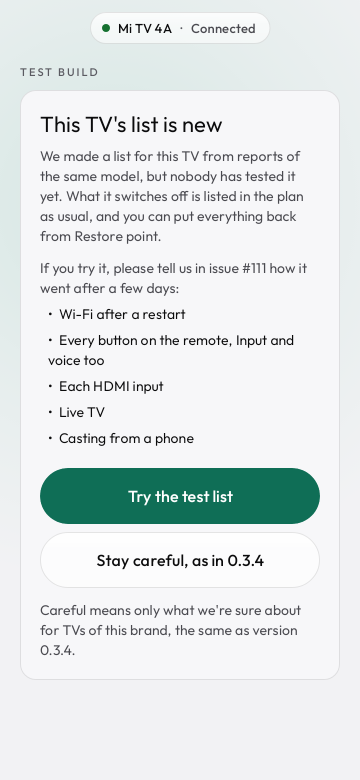 Mi TV 4A · Connected
TEST BUILD
This TV's list is new
We made a list for this TV from reports of
the same model, but nobody has tested it
yet. What it switches off is listed in the plan
as usual, and you can put everything back
from Restore point.
If you try it, please tell us in issue #111 how it
went after a few days:
• Wi-Fi after a restart
• Every button on the remote, Input and
voice too
• Each HDMI input
• Live TV
• Casting from a phone
Try the test list
Stay careful, as in 0.3.4
Careful means only what we're sure about
for TVs of this brand, the same as version
0.3.4.